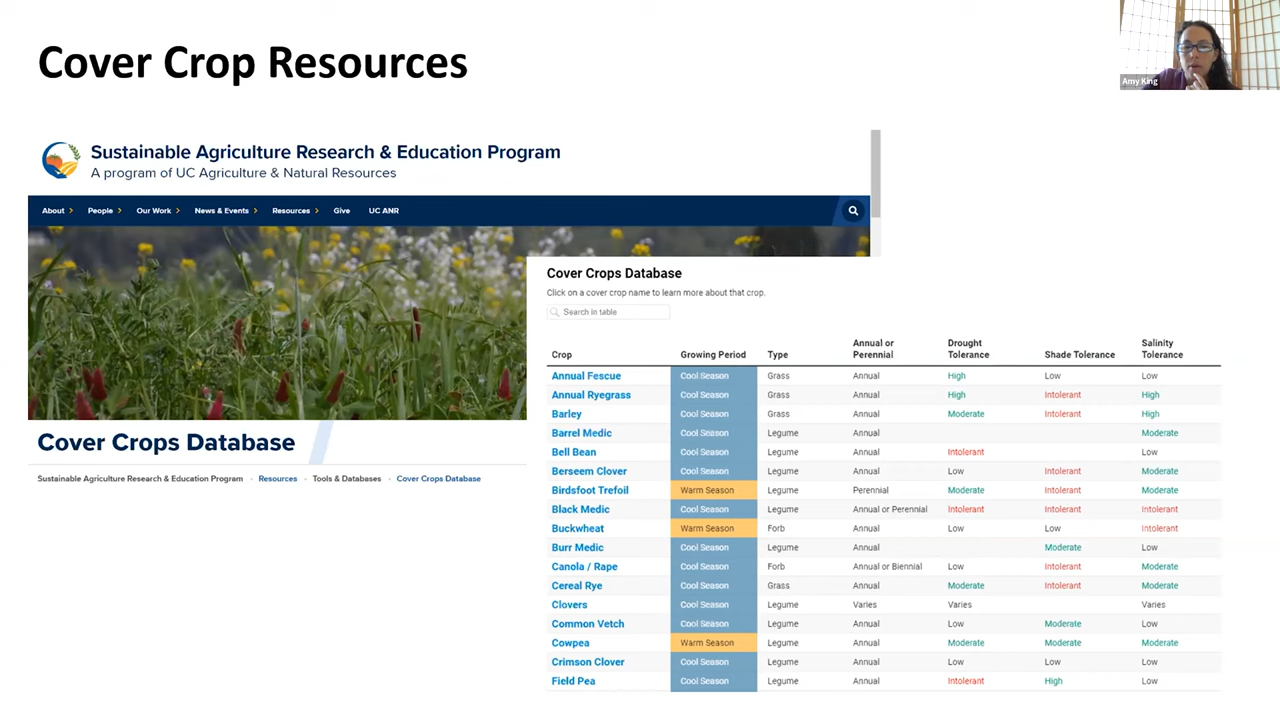 Cover Crop Resources
Amy King
Sustainable Agriculture Research & Education Program
A program of UC Agriculture & Natural Resources
About People Our Work News & Events Resources Give UC ANR
Cover Crops Database
Sustainable Agriculture Research & Education Program · Resources · Tools & Databases · Cover Crops Database
Cover Crops Database
Click on a cover crop name to learn more about that crop.
Search in table
Crop Growing Period Type Annual or Perennial Drought Tolerance Shade Tolerance Salinity Tolerance
Annual Fescue Cool Season Grass Annual High Low Low
Annual Ryegrass Cool Season Grass Annual High Intolerant High
Barley Cool Season Grass Annual Moderate Intolerant High
Barrel Medic Cool Season Legume Annual Moderate
Bell Bean Cool Season Legume Annual Intolerant Low
Berseem Clover Cool Season Legume Annual Low Intolerant Moderate
Birdsfoot Trefoil Warm Season Legume Perennial Moderate Intolerant Moderate
Black Medic Cool Season Legume Annual or Perennial Intolerant Intolerant Intolerant
Buckwheat Warm Season Forb Annual Low Low Intolerant
Burr Medic Cool Season Legume Annual Moderate Low
Canola / Rape Cool Season Forb Annual or Biennial Low Intolerant Moderate
Cereal Rye Cool Season Grass Annual Moderate Intolerant Moderate
Clovers Cool Season Legume Varies Varies Varies
Common Vetch Cool Season Legume Annual Low Moderate Low
Cowpea Warm Season Legume Annual Moderate Moderate Moderate
Crimson Clover Cool Season Legume Annual Low Low Low
Field Pea Cool Season Legume Annual Intolerant High Low